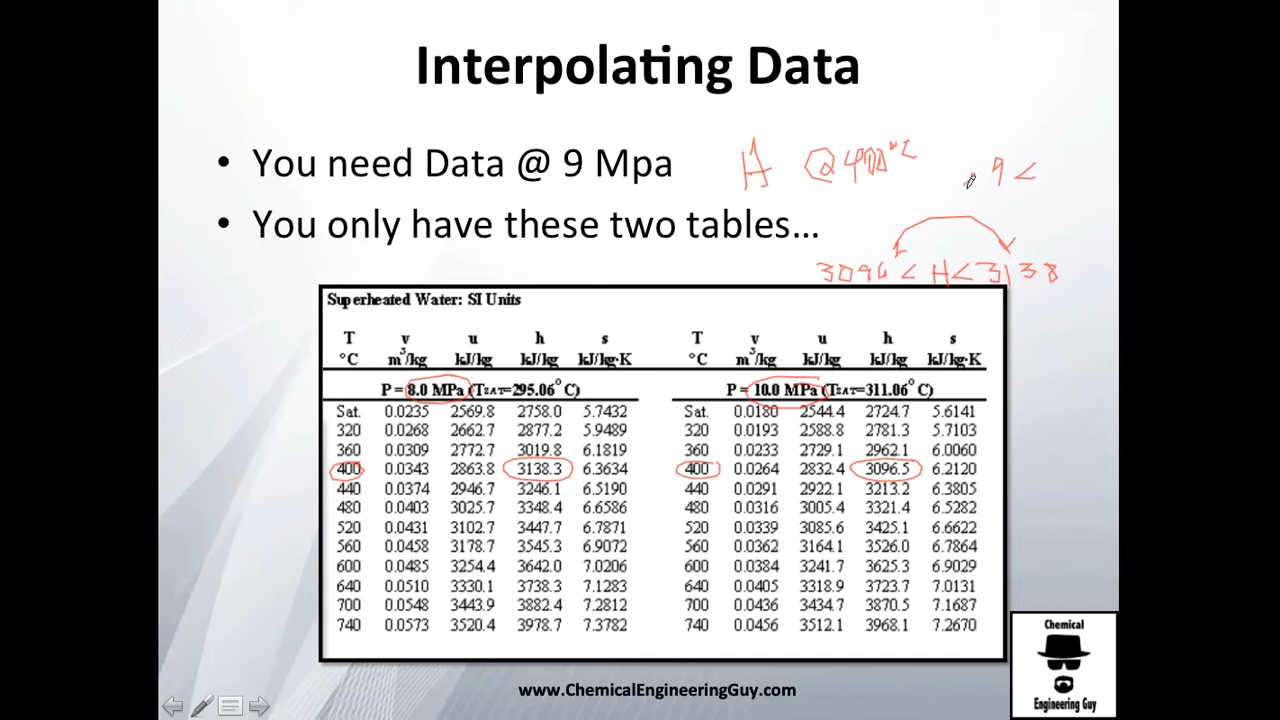 Interpolating Data
• You need Data @ 9 Mpa
H @ 400°C
9 <
• You only have these two tables...
3096 < H < 3138
Superheated Water: SI Units
T v u h s T v u h s
°C m³/kg kJ/kg kJ/kg kJ/kg·K °C m³/kg kJ/kg kJ/kg kJ/kg·K
P = 8.0 MPa (TSAT=295.06°C) P = 10.0 MPa (TSAT=311.06°C)
Sat. 0.0235 2569.8 2758.0 5.7432 Sat. 0.0180 2544.4 2724.7 5.6141
320 0.0268 2662.7 2877.2 5.9489 320 0.0193 2588.8 2781.3 5.7103
360 0.0309 2772.7 3019.8 6.1819 360 0.0233 2729.1 2962.1 6.0060
400 0.0343 2863.8 3138.3 6.3634 400 0.0264 2832.4 3096.5 6.2120
440 0.0374 2946.7 3246.1 6.5190 440 0.0291 2922.1 3213.2 6.3805
480 0.0403 3025.7 3348.4 6.6586 480 0.0316 3005.4 3321.4 6.5282
520 0.0431 3102.7 3447.7 6.7871 520 0.0339 3085.6 3425.1 6.6622
560 0.0458 3178.7 3545.3 6.9072 560 0.0362 3164.1 3526.0 6.7864
600 0.0485 3254.4 3642.0 7.0206 600 0.0384 3241.7 3625.3 6.9029
640 0.0510 3330.1 3738.3 7.1283 640 0.0405 3318.9 3723.7 7.0131
700 0.0548 3443.9 3882.4 7.2812 700 0.0436 3434.7 3870.5 7.1687
740 0.0573 3520.4 3978.7 7.3782 740 0.0456 3512.1 3968.1 7.2670
Chemical
Engineering Guy
www.ChemicalEngineeringGuy.com